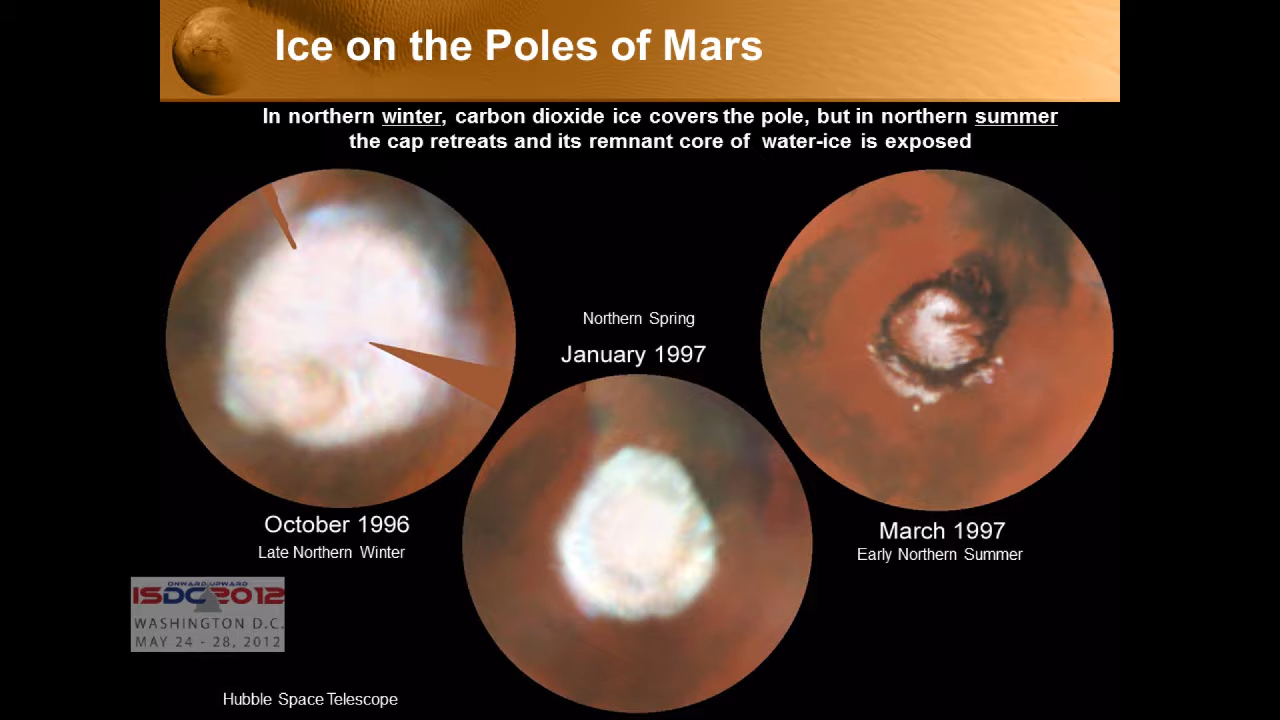 Ice on the Poles of Mars
In northern winter, carbon dioxide ice covers the pole, but in northern summer
the cap retreats and its remnant core of water-ice is exposed
Northern Spring
January 1997
October 1996
Late Northern Winter
March 1997
Early Northern Summer
ONWARD.UPWARD
ISDC2012
WASHINGTON D.C.
MAY 24 - 28, 2012
Hubble Space Telescope